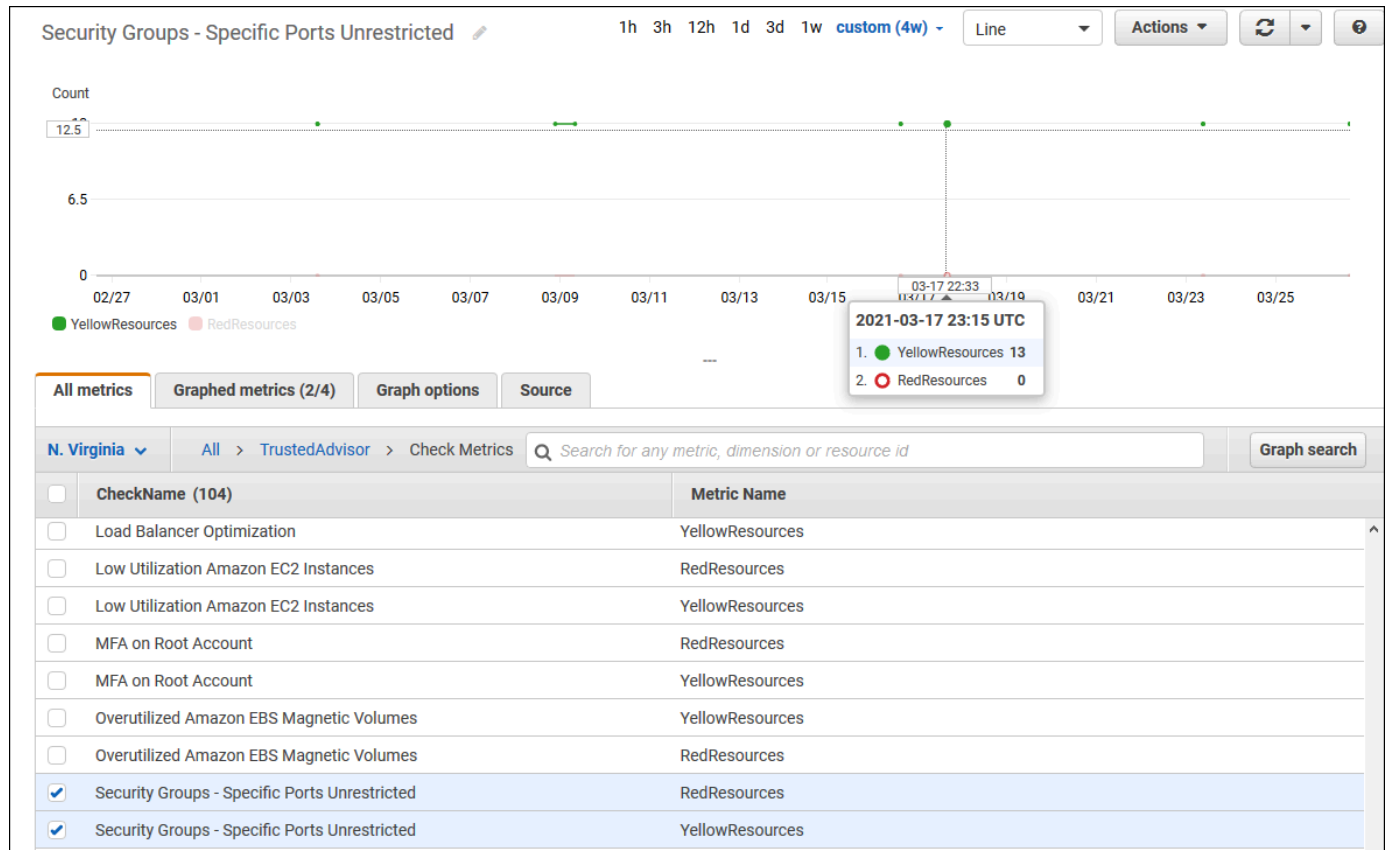 Security Groups - Specific Ports Unrestricted 1h 3h 12h 1d 3d 1w custom (4w) Line Actions
Count
12.5
6.5
0
02/27 03/01 03/03 03/05 03/07 03/09 03/11 03/13 03/15 03-17 22:33 03/19 03/21 03/23 03/25
YellowResources RedResources
2021-03-17 23:15 UTC
1. YellowResources 13
2. RedResources 0
All metrics Graphed metrics (2/4) Graph options Source
N. Virginia All > TrustedAdvisor > Check Metrics Search for any metric, dimension or resource id Graph search
CheckName (104) Metric Name
Load Balancer Optimization YellowResources
Low Utilization Amazon EC2 Instances RedResources
Low Utilization Amazon EC2 Instances YellowResources
MFA on Root Account RedResources
MFA on Root Account YellowResources
Overutilized Amazon EBS Magnetic Volumes YellowResources
Overutilized Amazon EBS Magnetic Volumes RedResources
Security Groups - Specific Ports Unrestricted RedResources
Security Groups - Specific Ports Unrestricted YellowResources